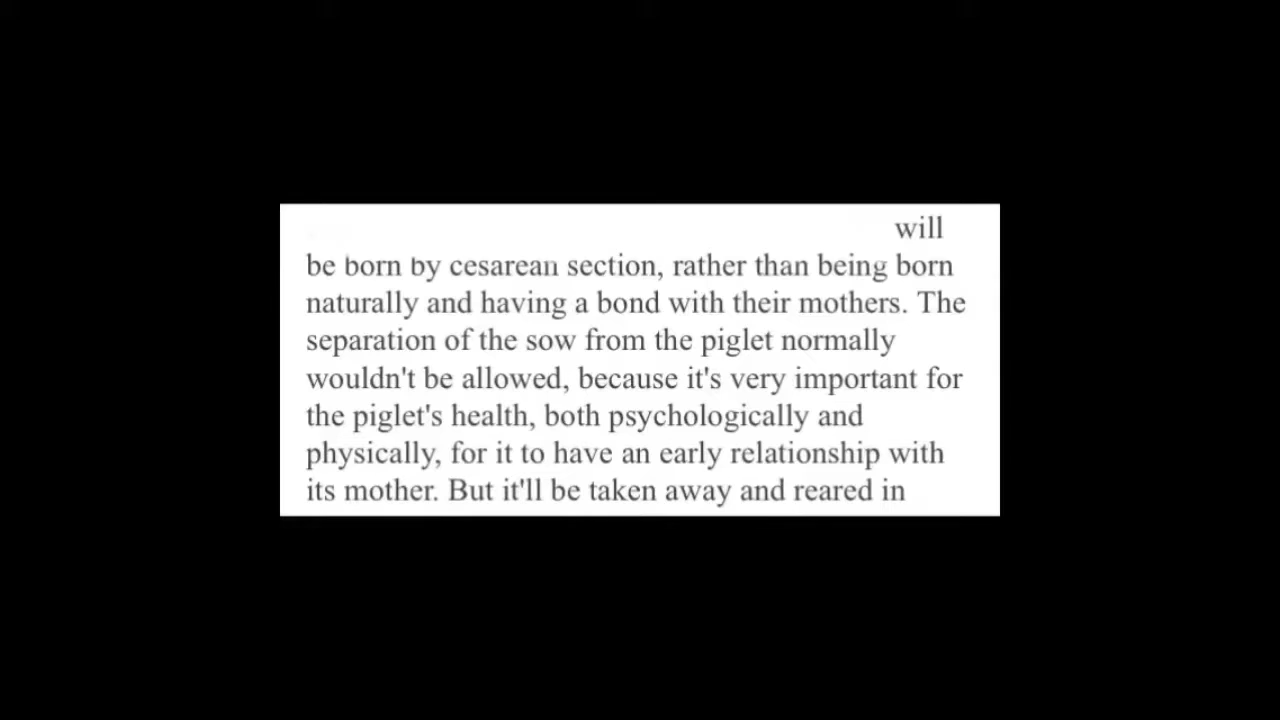 will
be born by cesarean section, rather than being born
naturally and having a bond with their mothers. The
separation of the sow from the piglet normally
wouldn't be allowed, because it's very important for
the piglet's health, both psychologically and
physically, for it to have an early relationship with
its mother. But it'll be taken away and reared in